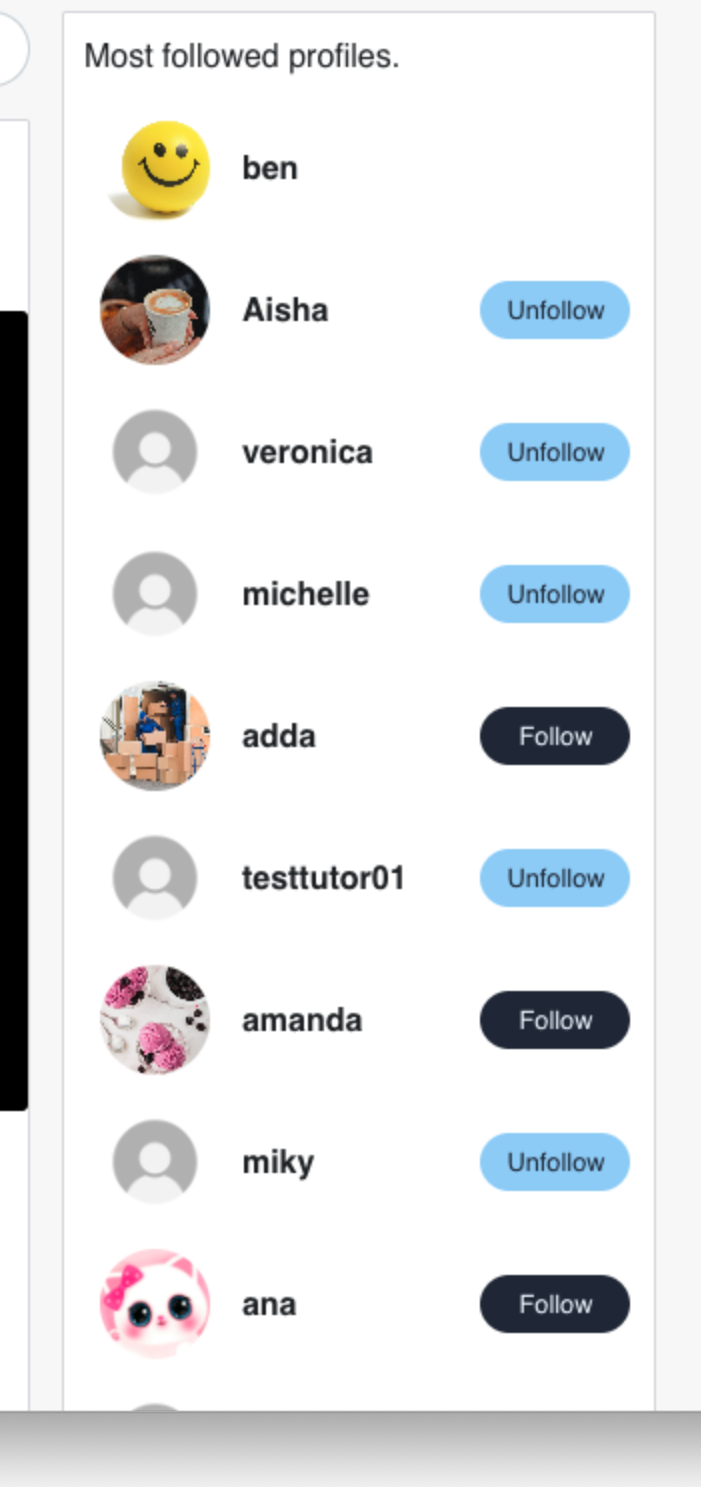 Most followed profiles.
ben
Aisha Unfollow
veronica Unfollow
michelle Unfollow
adda Follow
testtutor01 Unfollow
amanda Follow
miky Unfollow
ana Follow